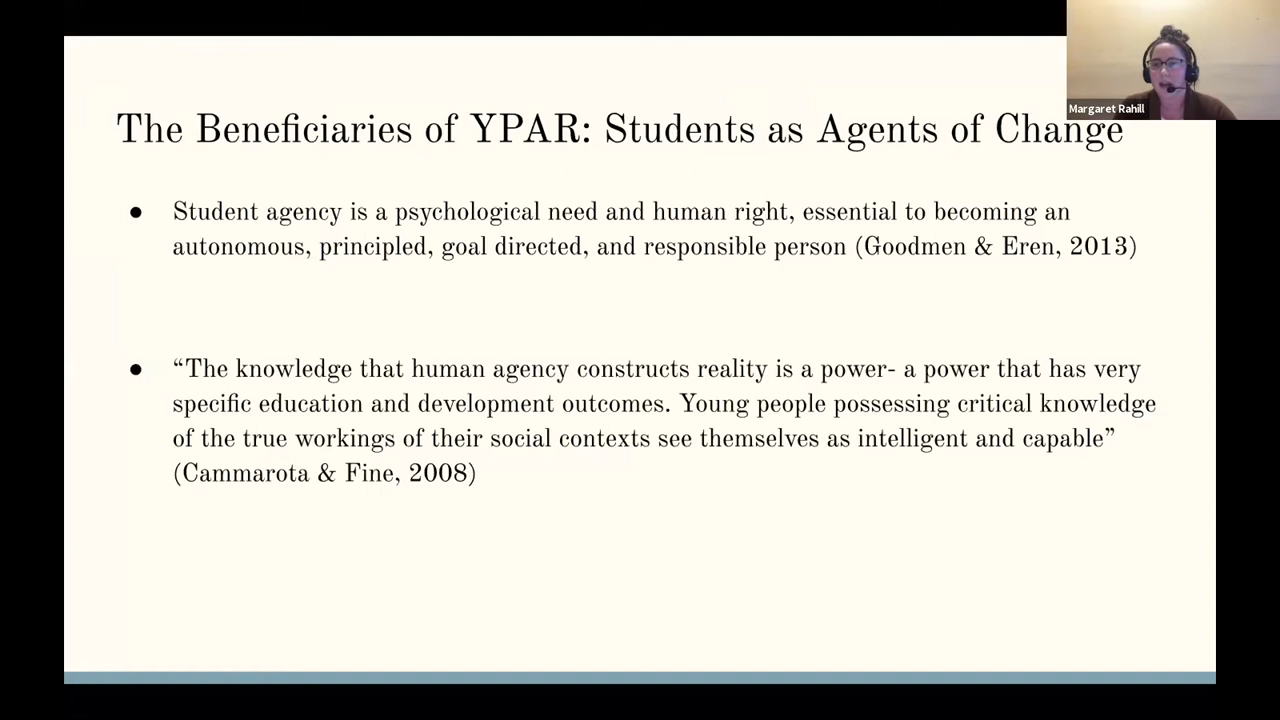 The Beneficiaries of YPAR: Students as Agents of Change
Margaret Rahill
● Student agency is a psychological need and human right, essential to becoming an
autonomous, principled, goal directed, and responsible person (Goodmen & Eren, 2013)
● “The knowledge that human agency constructs reality is a power- a power that has very
specific education and development outcomes. Young people possessing critical knowledge
of the true workings of their social contexts see themselves as intelligent and capable”
(Cammarota & Fine, 2008)